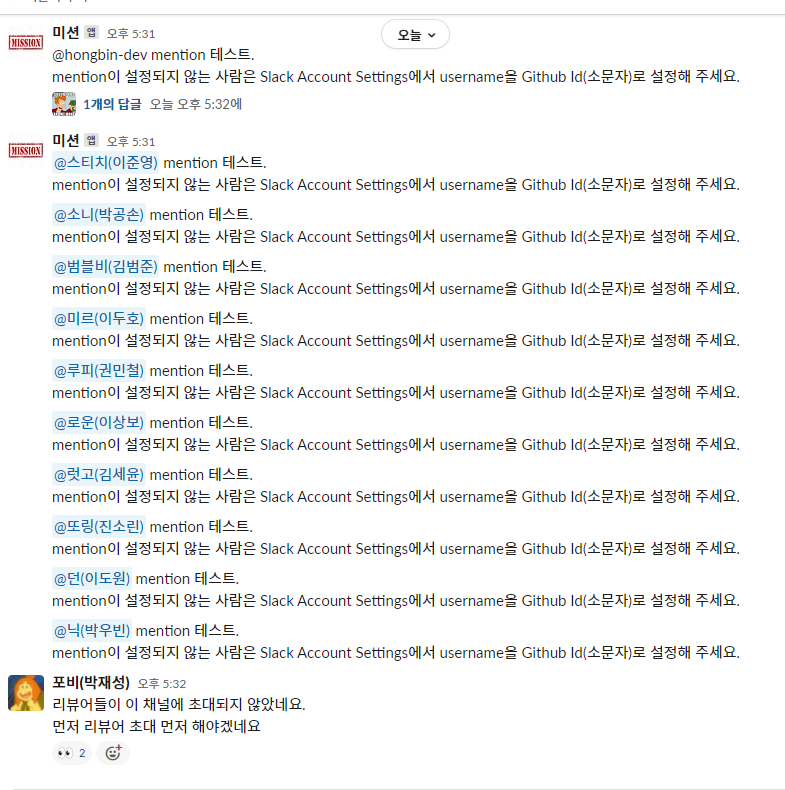 오늘
MISSION
미션 앱 오후 5:31
@hongbin-dev mention 테스트.
mention이 설정되지 않는 사람은 Slack Account Settings에서 username을 Github Id(소문자)로 설정해 주세요.
1개의 답글 오늘 오후 5:32에
MISSION
미션 앱 오후 5:31
@스티치(이준영) mention 테스트.
mention이 설정되지 않는 사람은 Slack Account Settings에서 username을 Github Id(소문자)로 설정해 주세요.
@소니(박공손) mention 테스트.
mention이 설정되지 않는 사람은 Slack Account Settings에서 username을 Github Id(소문자)로 설정해 주세요.
@범블비(김범준) mention 테스트.
mention이 설정되지 않는 사람은 Slack Account Settings에서 username을 Github Id(소문자)로 설정해 주세요.
@미르(이두호) mention 테스트.
mention이 설정되지 않는 사람은 Slack Account Settings에서 username을 Github Id(소문자)로 설정해 주세요.
@루피(권민철) mention 테스트.
mention이 설정되지 않는 사람은 Slack Account Settings에서 username을 Github Id(소문자)로 설정해 주세요.
@로운(이상보) mention 테스트.
mention이 설정되지 않는 사람은 Slack Account Settings에서 username을 Github Id(소문자)로 설정해 주세요.
@럿고(김세윤) mention 테스트.
mention이 설정되지 않는 사람은 Slack Account Settings에서 username을 Github Id(소문자)로 설정해 주세요.
@또링(진소린) mention 테스트.
mention이 설정되지 않는 사람은 Slack Account Settings에서 username을 Github Id(소문자)로 설정해 주세요.
@던(이도원) mention 테스트.
mention이 설정되지 않는 사람은 Slack Account Settings에서 username을 Github Id(소문자)로 설정해 주세요.
@닉(박우빈) mention 테스트.
mention이 설정되지 않는 사람은 Slack Account Settings에서 username을 Github Id(소문자)로 설정해 주세요.
포비(박재성) 오후 5:32
리뷰어들이 이 채널에 초대되지 않았네요.
먼저 리뷰어 초대 먼저 해야겠네요
2